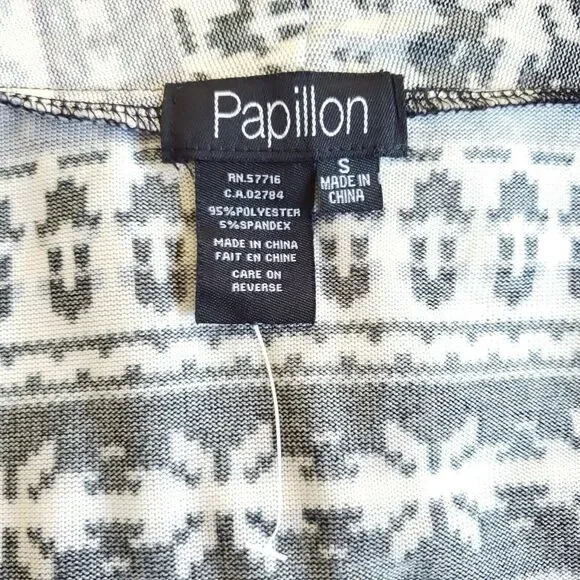 Papillon
S
MADE IN
CHINA
RN.57716
C.A.02784
95%POLYESTER
5%SPANDEX
MADE IN CHINA
FAIT EN CHINE
CARE ON
REVERSE